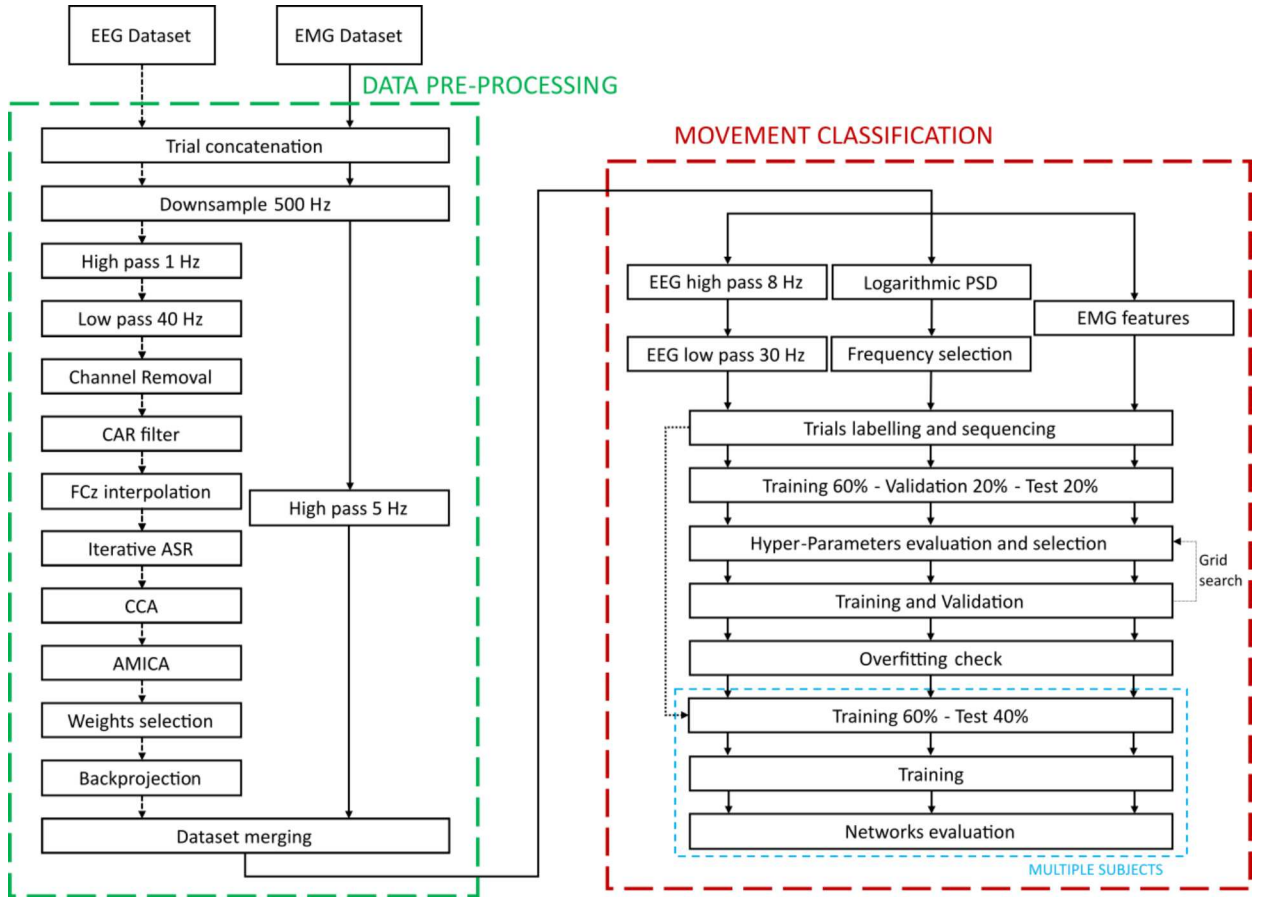 EEG Dataset
EMG Dataset
DATA PRE-PROCESSING
Trial concatenation
Downsample 500 Hz
High pass 1 Hz
Low pass 40 Hz
Channel Removal
CAR filter
FCz interpolation
Iterative ASR
CCA
AMICA
Weights selection
Backprojection
High pass 5 Hz
Dataset merging
MOVEMENT CLASSIFICATION
EEG high pass 8 Hz
Logarithmic PSD
EMG features
EEG low pass 30 Hz
Frequency selection
Trials labelling and sequencing
Training 60% - Validation 20% - Test 20%
Hyper-Parameters evaluation and selection
Grid
search
Training and Validation
Overfitting check
Training 60% - Test 40%
Training
Networks evaluation
MULTIPLE SUBJECTS